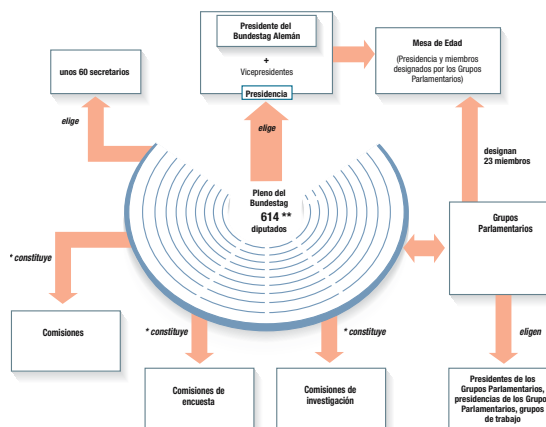 Presidente del
Bundestag Alemán
+
Vicepresidentes
Presidencia
Mesa de Edad
(Presidencia y miembros
designados por los Grupos
Parlamentarios)
unos 60 secretarios
elige
elige
designan
23 miembros
Pleno del
Bundestag
614 **
diputados
Grupos
Parlamentarios
* constituye
Comisiones
* constituye
* constituye
eligen
Comisiones de
encuesta
Comisiones de
investigación
Presidentes de los
Grupos Parlamentarios,
presidencias de los Grupos
Parlamentarios, grupos
de trabajo